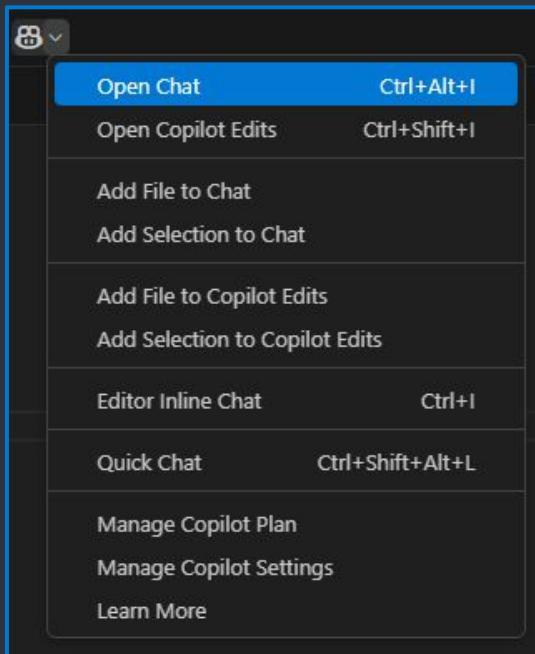 Open Chat Ctrl+Alt+I
Open Copilot Edits Ctrl+Shift+I
Add File to Chat
Add Selection to Chat
Add File to Copilot Edits
Add Selection to Copilot Edits
Editor Inline Chat Ctrl+I
Quick Chat Ctrl+Shift+Alt+L
Manage Copilot Plan
Manage Copilot Settings
Learn More